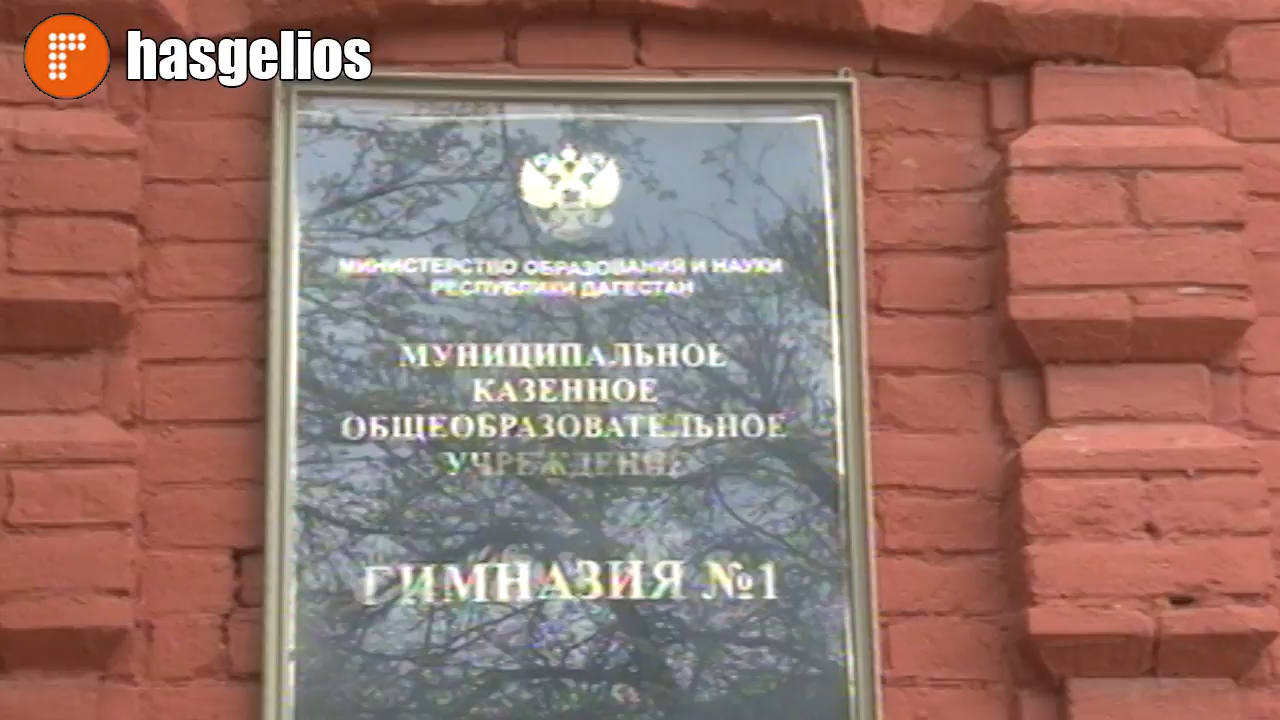 hasgelios
МИНИСТЕРСТВО ОБРАЗОВАНИЯ И НАУКИ
РЕСПУБЛИКИ ДАГЕСТАН
МУНИЦИПАЛЬНОЕ
КАЗЕННОЕ
ОБЩЕОБРАЗОВАТЕЛЬНОЕ
УЧРЕЖДЕНИЕ
ГИМНАЗИЯ №1